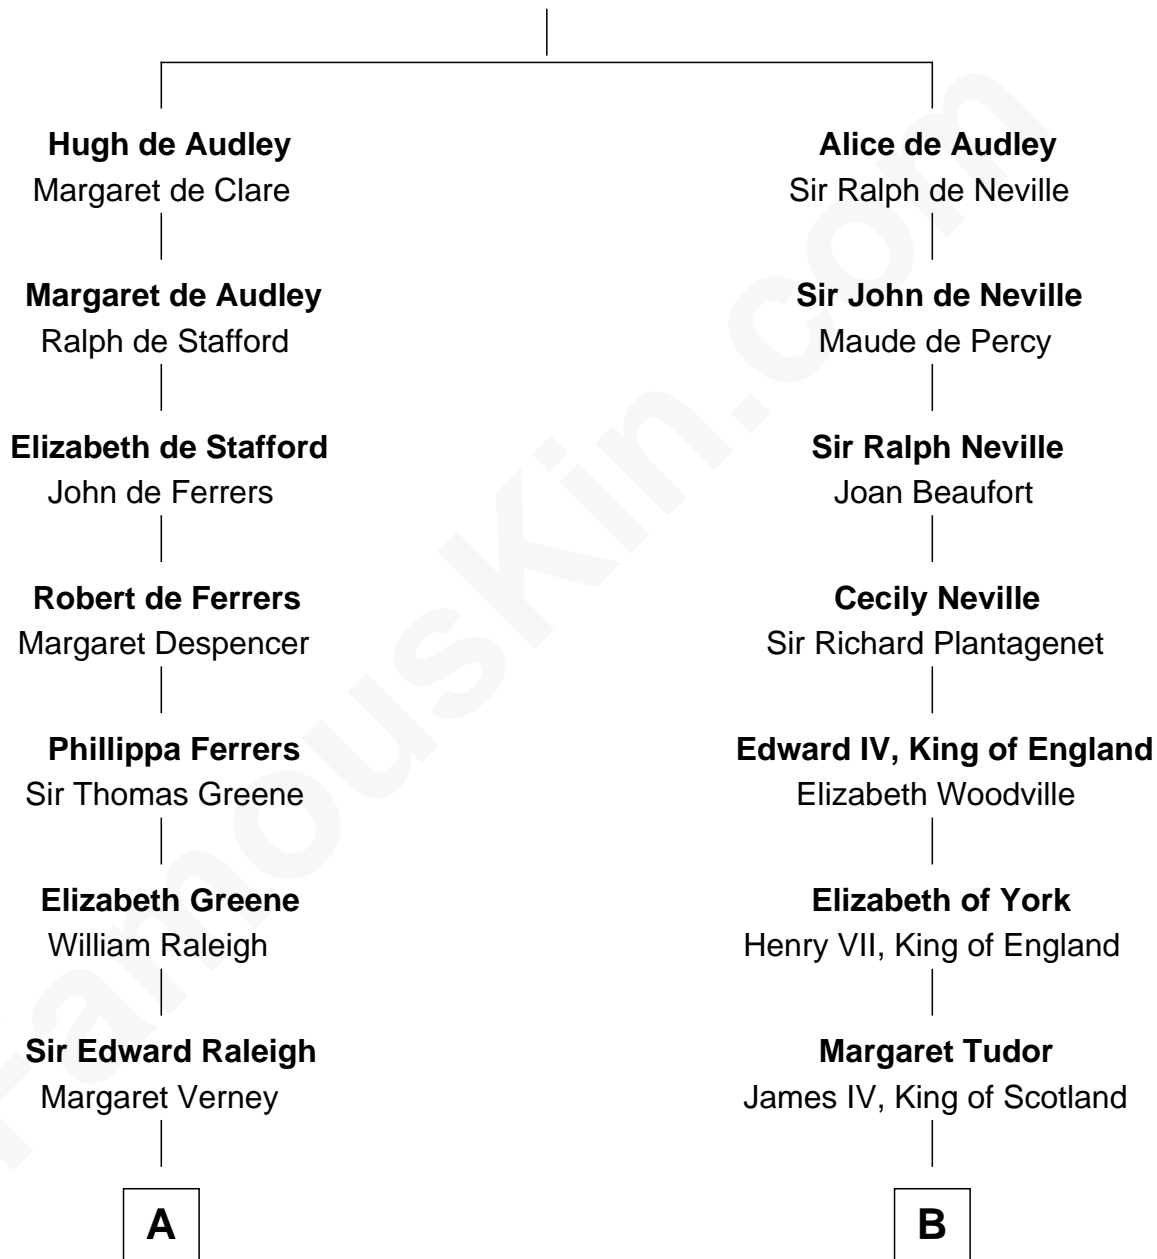 Hugh de Audley
Margaret de Clare
Margaret de Audley
Ralph de Stafford
Elizabeth de Stafford
John de Ferrers
Robert de Ferrers
Margaret Despencer
Phillippa Ferrers
Sir Thomas Greene
Elizabeth Greene
William Raleigh
Sir Edward Raleigh
Margaret Verney
A
Alice de Audley
Sir Ralph de Neville
Sir John de Neville
Maude de Percy
Sir Ralph Neville
Joan Beaufort
Cecily Neville
Sir Richard Plantagenet
Edward IV, King of England
Elizabeth Woodville
Elizabeth of York
Henry VII, King of England
Margaret Tudor
James IV, King of Scotland
B
FamousKin.com